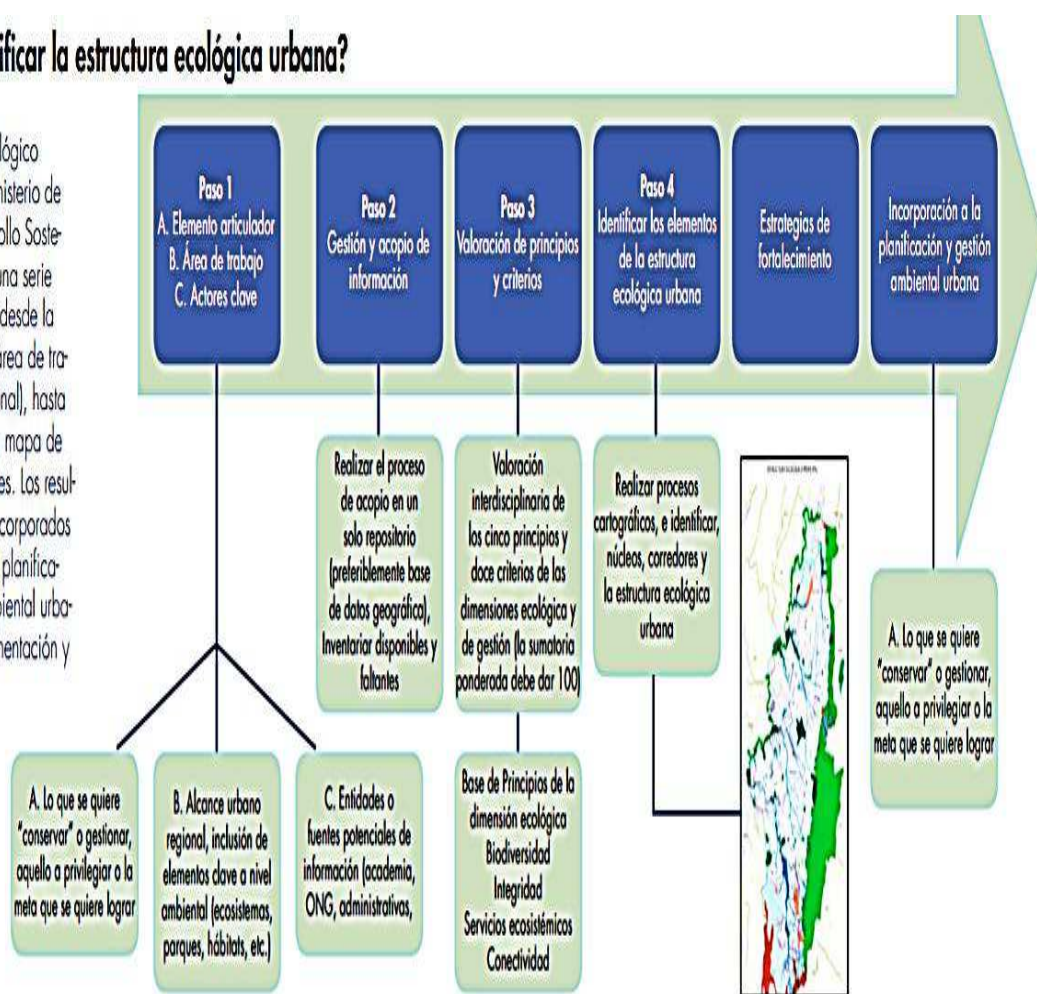 ificar la estructura ecológica urbana?
lógico
nisterio de
ollo Soste-
una serie
desde la
área de tra-
nal), hasta
mapa de
es. Los resul-
corporados
planifica-
biental urba-
mentación y
Paso 1
A. Elemento articulador
B. Área de trabajo
C. Actores clave
Paso 2
Gestión y acopio de
información
Paso 3
Valoración de principios
y criterios
Paso 4
Identificar los elementos
de la estructura
ecológica urbana
Estrategias de
fortalecimiento
Incorporación a la
planificación y gestión
ambiental urbana
Realizar el proceso
de acopio en un
solo repositorio
(preferiblemente base
de datos geográfica),
Inventariar disponibles y
faltantes
Valoración
interdisciplinaria de
los cinco principios y
doce criterios de las
dimensiones ecológica y
de gestión (la sumatoria
ponderada debe dar 100)
Realizar procesos
cartográficos, e identificar,
núcleos, corredores y
la estructura ecológica
urbana
A. Lo que se quiere
"conservar" o gestionar,
aquello a privilegiar o la
meta que se quiere lograr
A. Lo que se quiere
"conservar" o gestionar,
aquello a privilegiar o la
meta que se quiere lograr
B. Alcance urbano
regional, inclusión de
elementos clave a nivel
ambiental (ecosistemas,
parques, hábitats, etc.)
C. Entidades o
fuentes potenciales de
información (academia,
ONG, administrativas,
Base de Principios de la
dimensión ecológica
Biodiversidad
Integridad
Servicios ecosistémicos
Conectividad